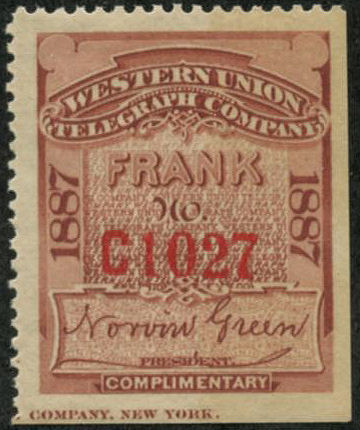 WESTERN UNION
TELEGRAPH COMPANY
1887
FRANK
No.
1887
C1027
Norvin Green
PRESIDENT.
COMPLIMENTARY
COMPANY, NEW YORK.